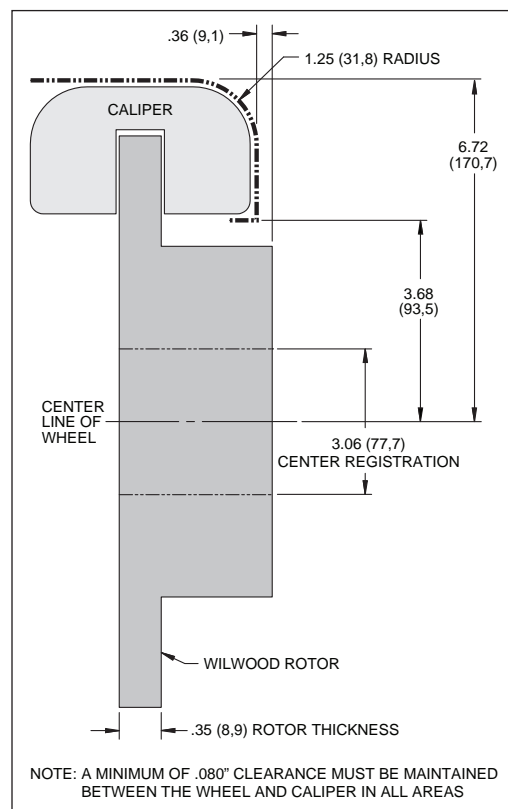 .36 (9,1)
1.25 (31,8) RADIUS
CALIPER
6.72
(170,7)
3.68
(93,5)
CENTER
LINE OF
WHEEL
3.06 (77,7)
CENTER REGISTRATION
WILWOOD ROTOR
.35 (8,9) ROTOR THICKNESS
NOTE: A MINIMUM OF .080" CLEARANCE MUST BE MAINTAINED
BETWEEN THE WHEEL AND CALIPER IN ALL AREAS